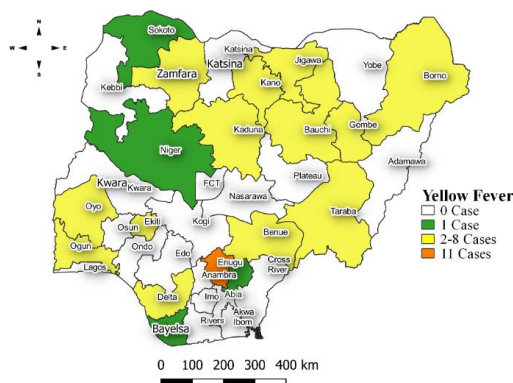 N
W E
S
Sokoto
Katsina
Katsina
Zamfara
Jigawa
Yobe
Borno
Kebbi
Kano
Kaduna
Bauchi
Gombe
Niger
Adamawa
Plateau
FCT
Kwara
Kwara
Nasarawa
Taraba
Oyo
Kogi
Osun
Ekiti
Benue
Ogun
Ondo
Edo
Enugu
Cross
River
Lagos
Anambra
Delta
Imo
Abia
Bayelsa
Rivers
Akwa
Ibom
Yellow Fever
0 Case
1 Case
2-8 Cases
11 Cases
0 100 200 300 400 km